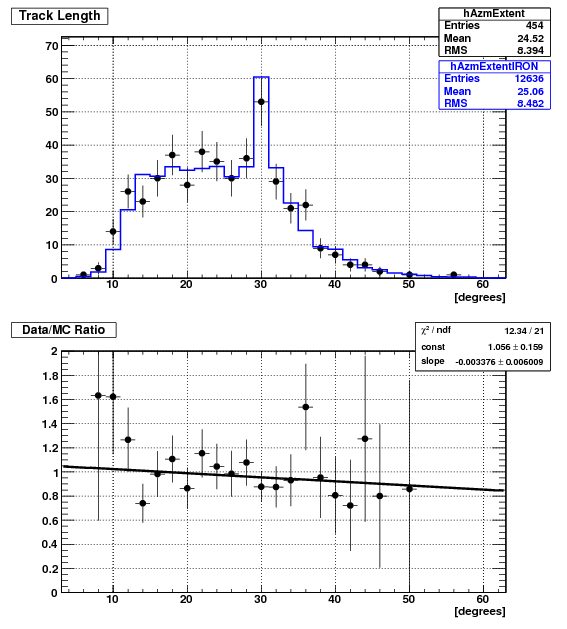 Track Length
hAzmExtent
Entries 454
Mean 24.52
RMS 8.394
hAzmExtentIRON
Entries 12636
Mean 25.06
RMS 8.482
70
60
50
40
30
20
10
0
10 20 30 40 50 60
[degrees]
Data/MC Ratio
χ² / ndf 12.34 / 21
const 1.056 ± 0.159
slope -0.003376 ± 0.006009
2
1.8
1.6
1.4
1.2
1
0.8
0.6
0.4
0.2
0
10 20 30 40 50 60
[degrees]